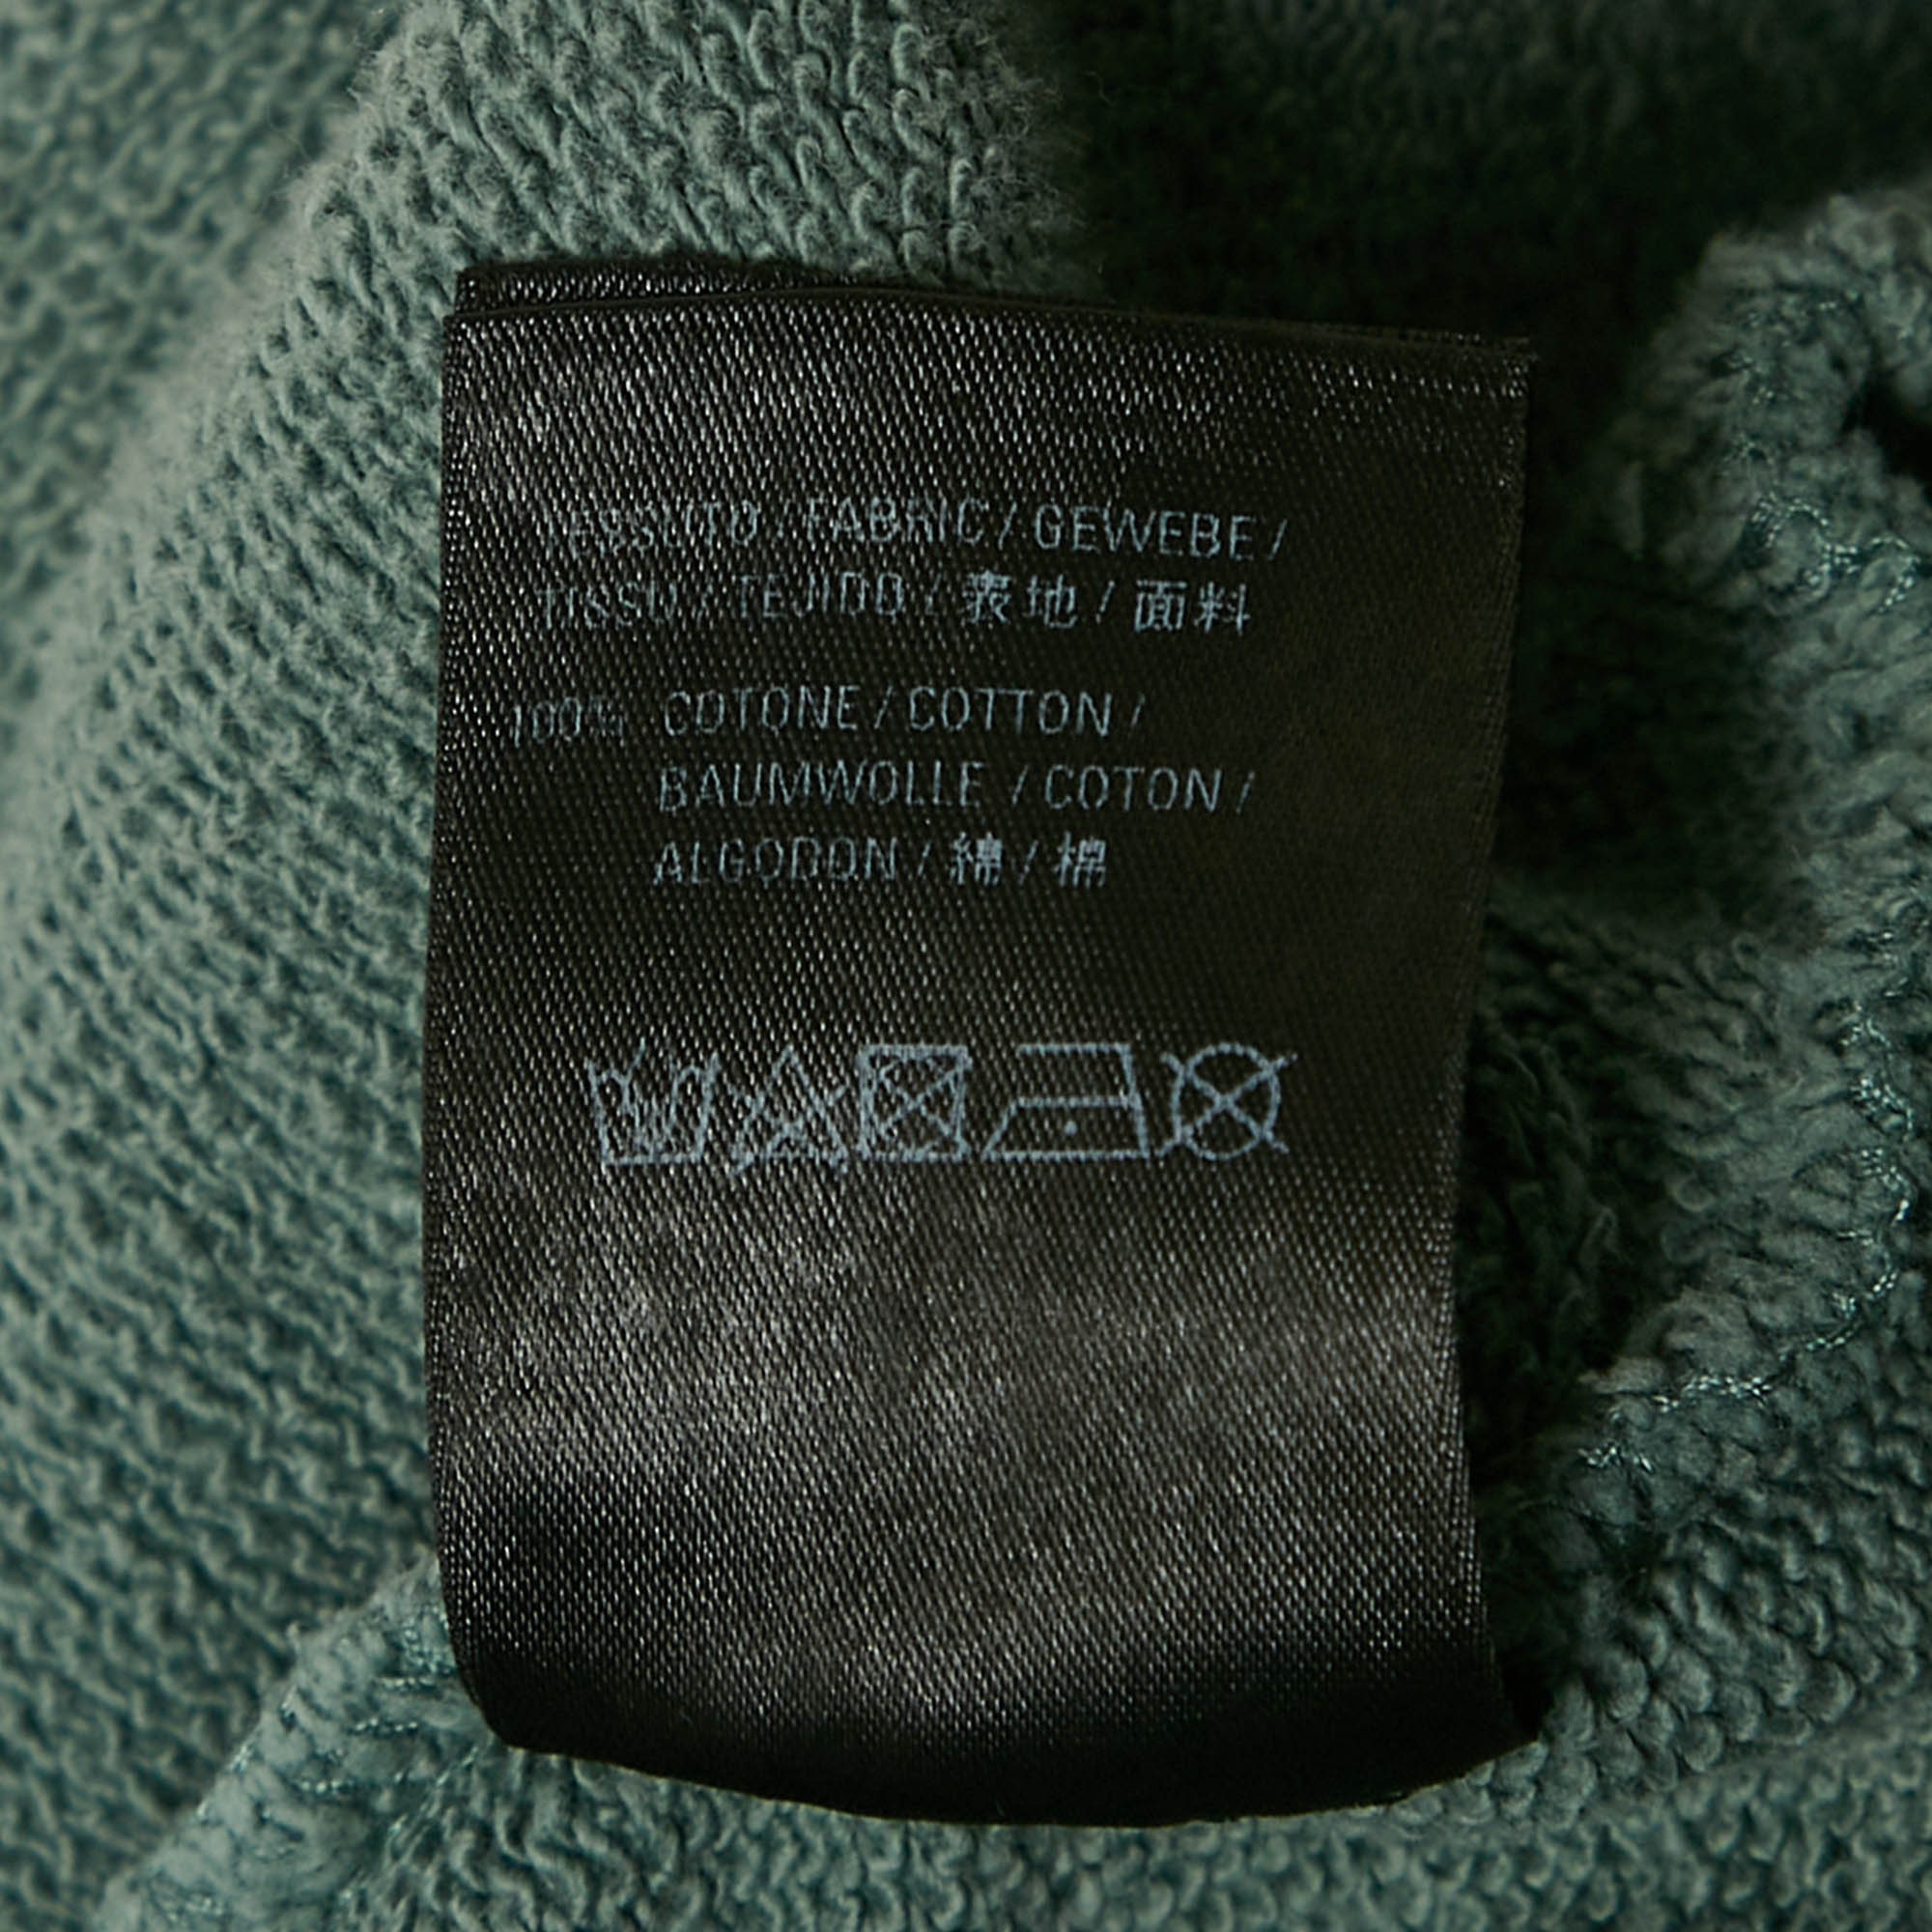 TESSUTO / FABRIC / GEWEBE /
TISSU / TEJIDO / 表地 / 面料
100% COTONE / COTTON /
BAUMWOLLE / COTON /
ALGODON / 綿 / 棉